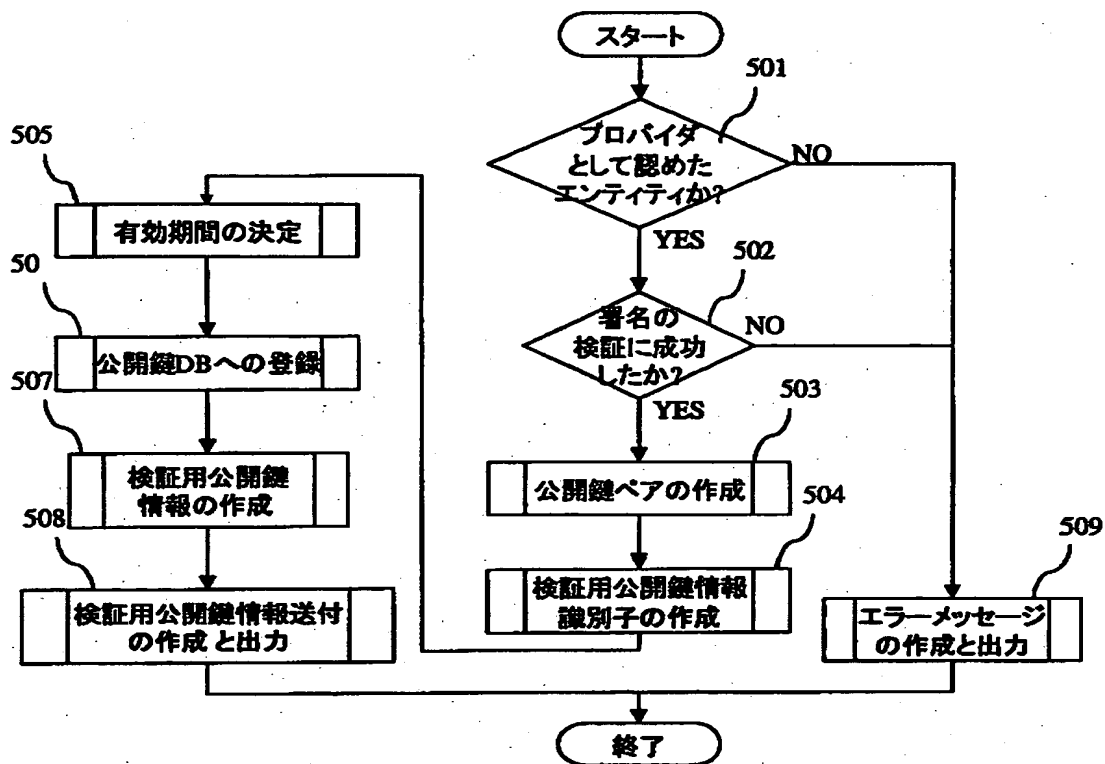 スタート
501
プロバイダ
として認めた
エンティティか?
NO
YES
502
署名の
検証に成功
したか?
NO
YES
503
公開鍵ペアの作成
504
検証用公開鍵情報
識別子の作成
505
有効期間の決定
50
公開鍵DBへの登録
507
検証用公開鍵
情報の作成
508
検証用公開鍵情報送付
の作成と出力
509
エラーメッセージ
の作成と出力
終了